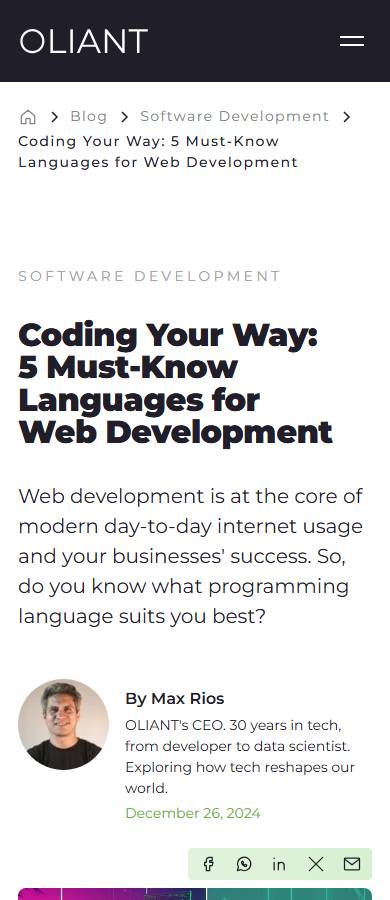 OLIANT
Blog
Software Development
Coding Your Way: 5 Must-Know
Languages for Web Development
SOFTWARE DEVELOPMENT
Coding Your Way:
5 Must-Know
Languages for
Web Development
Web development is at the core of
modern day-to-day internet usage
and your businesses' success. So,
do you know what programming
language suits you best?
By Max Rios
OLIANT's CEO. 30 years in tech,
from developer to data scientist.
Exploring how tech reshapes our
world.
December 26, 2024